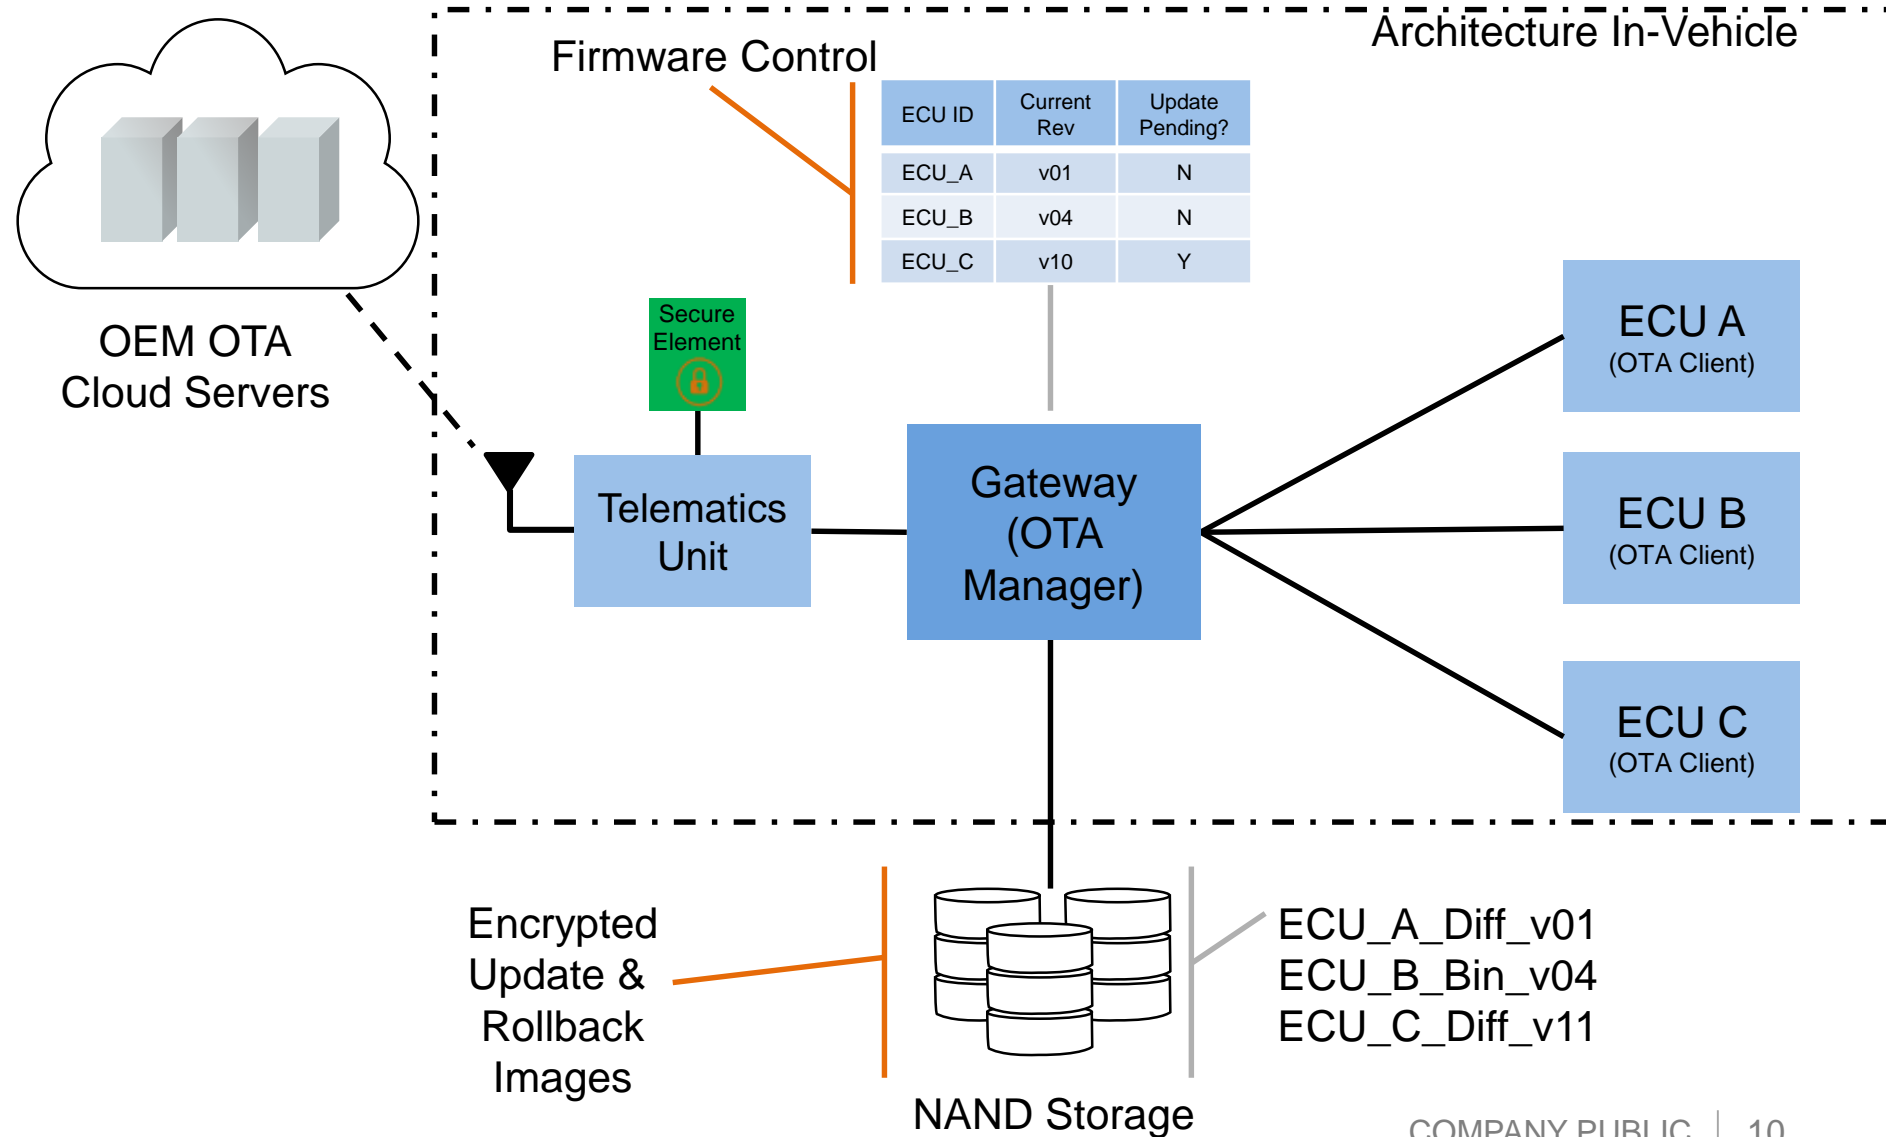 Architecture In-Vehicle
Firmware Control
ECU ID
Current
Rev
Update
Pending?
ECU_A
v01
N
ECU_B
v04
N
ECU_C
v10
Y
OEM OTA
Cloud Servers
Secure
Element
Telematics
Unit
Gateway
(OTA
Manager)
ECU A
(OTA Client)
ECU B
(OTA Client)
ECU C
(OTA Client)
Encrypted
Update &
Rollback
Images
ECU_A_Diff_v01
ECU_B_Bin_v04
ECU_C_Diff_v11
NAND Storage
COMPANY PUBLIC | 10